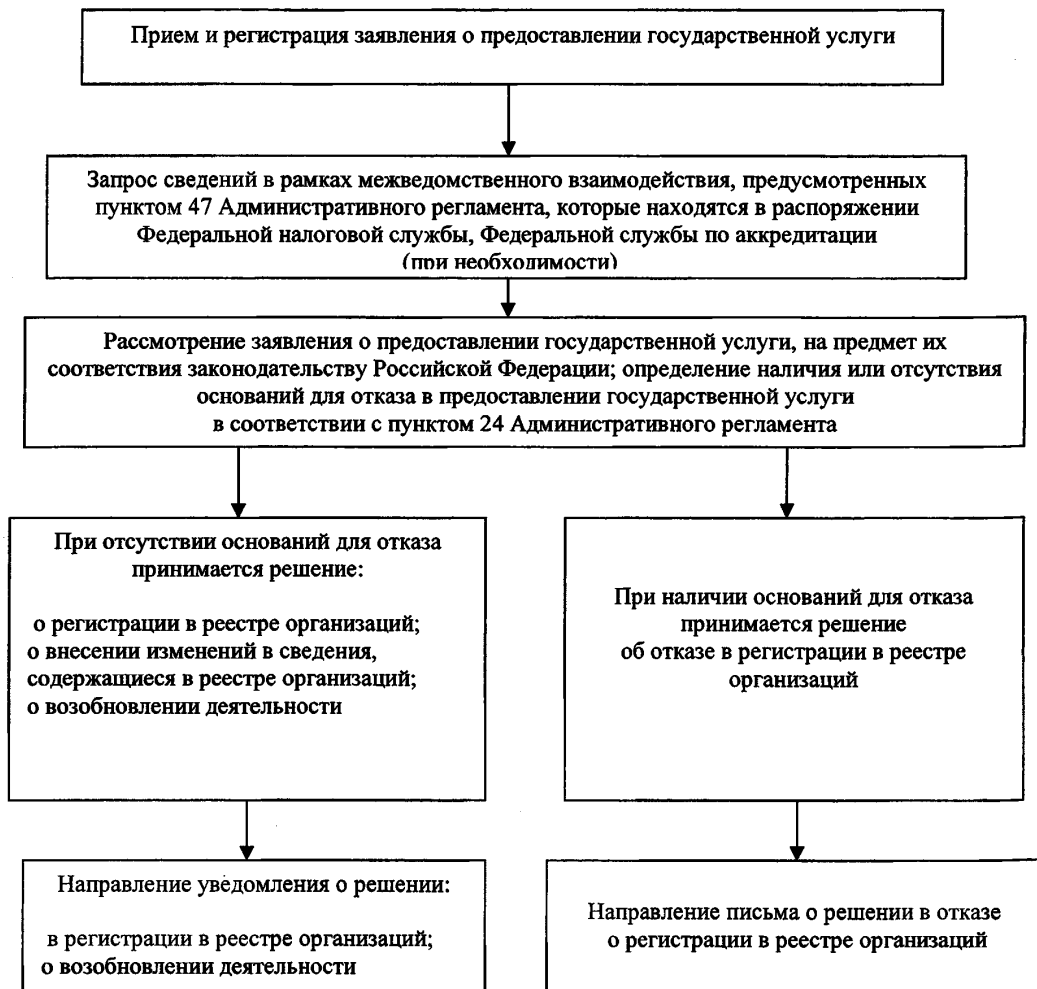 Прием и регистрация заявления о предоставлении государственной услуги
Запрос сведений в рамках межведомственного взаимодействия, предусмотренных
пунктом 47 Административного регламента, которые находятся в распоряжении
Федеральной налоговой службы, Федеральной службы по аккредитации
(при необходимости)
Рассмотрение заявления о предоставлении государственной услуги, на предмет их
соответствия законодательству Российской Федерации; определение наличия или отсутствия
оснований для отказа в предоставлении государственной услуги
в соответствии с пунктом 24 Административного регламента
При отсутствии оснований для отказа
принимается решение:
о регистрации в реестре организаций;
о внесении изменений в сведения,
содержащиеся в реестре организаций;
о возобновлении деятельности
При наличии оснований для отказа
принимается решение
об отказе в регистрации в реестре
организаций
Направление уведомления о решении:
в регистрации в реестре организаций;
о возобновлении деятельности
Направление письма о решении в отказе
о регистрации в реестре организаций